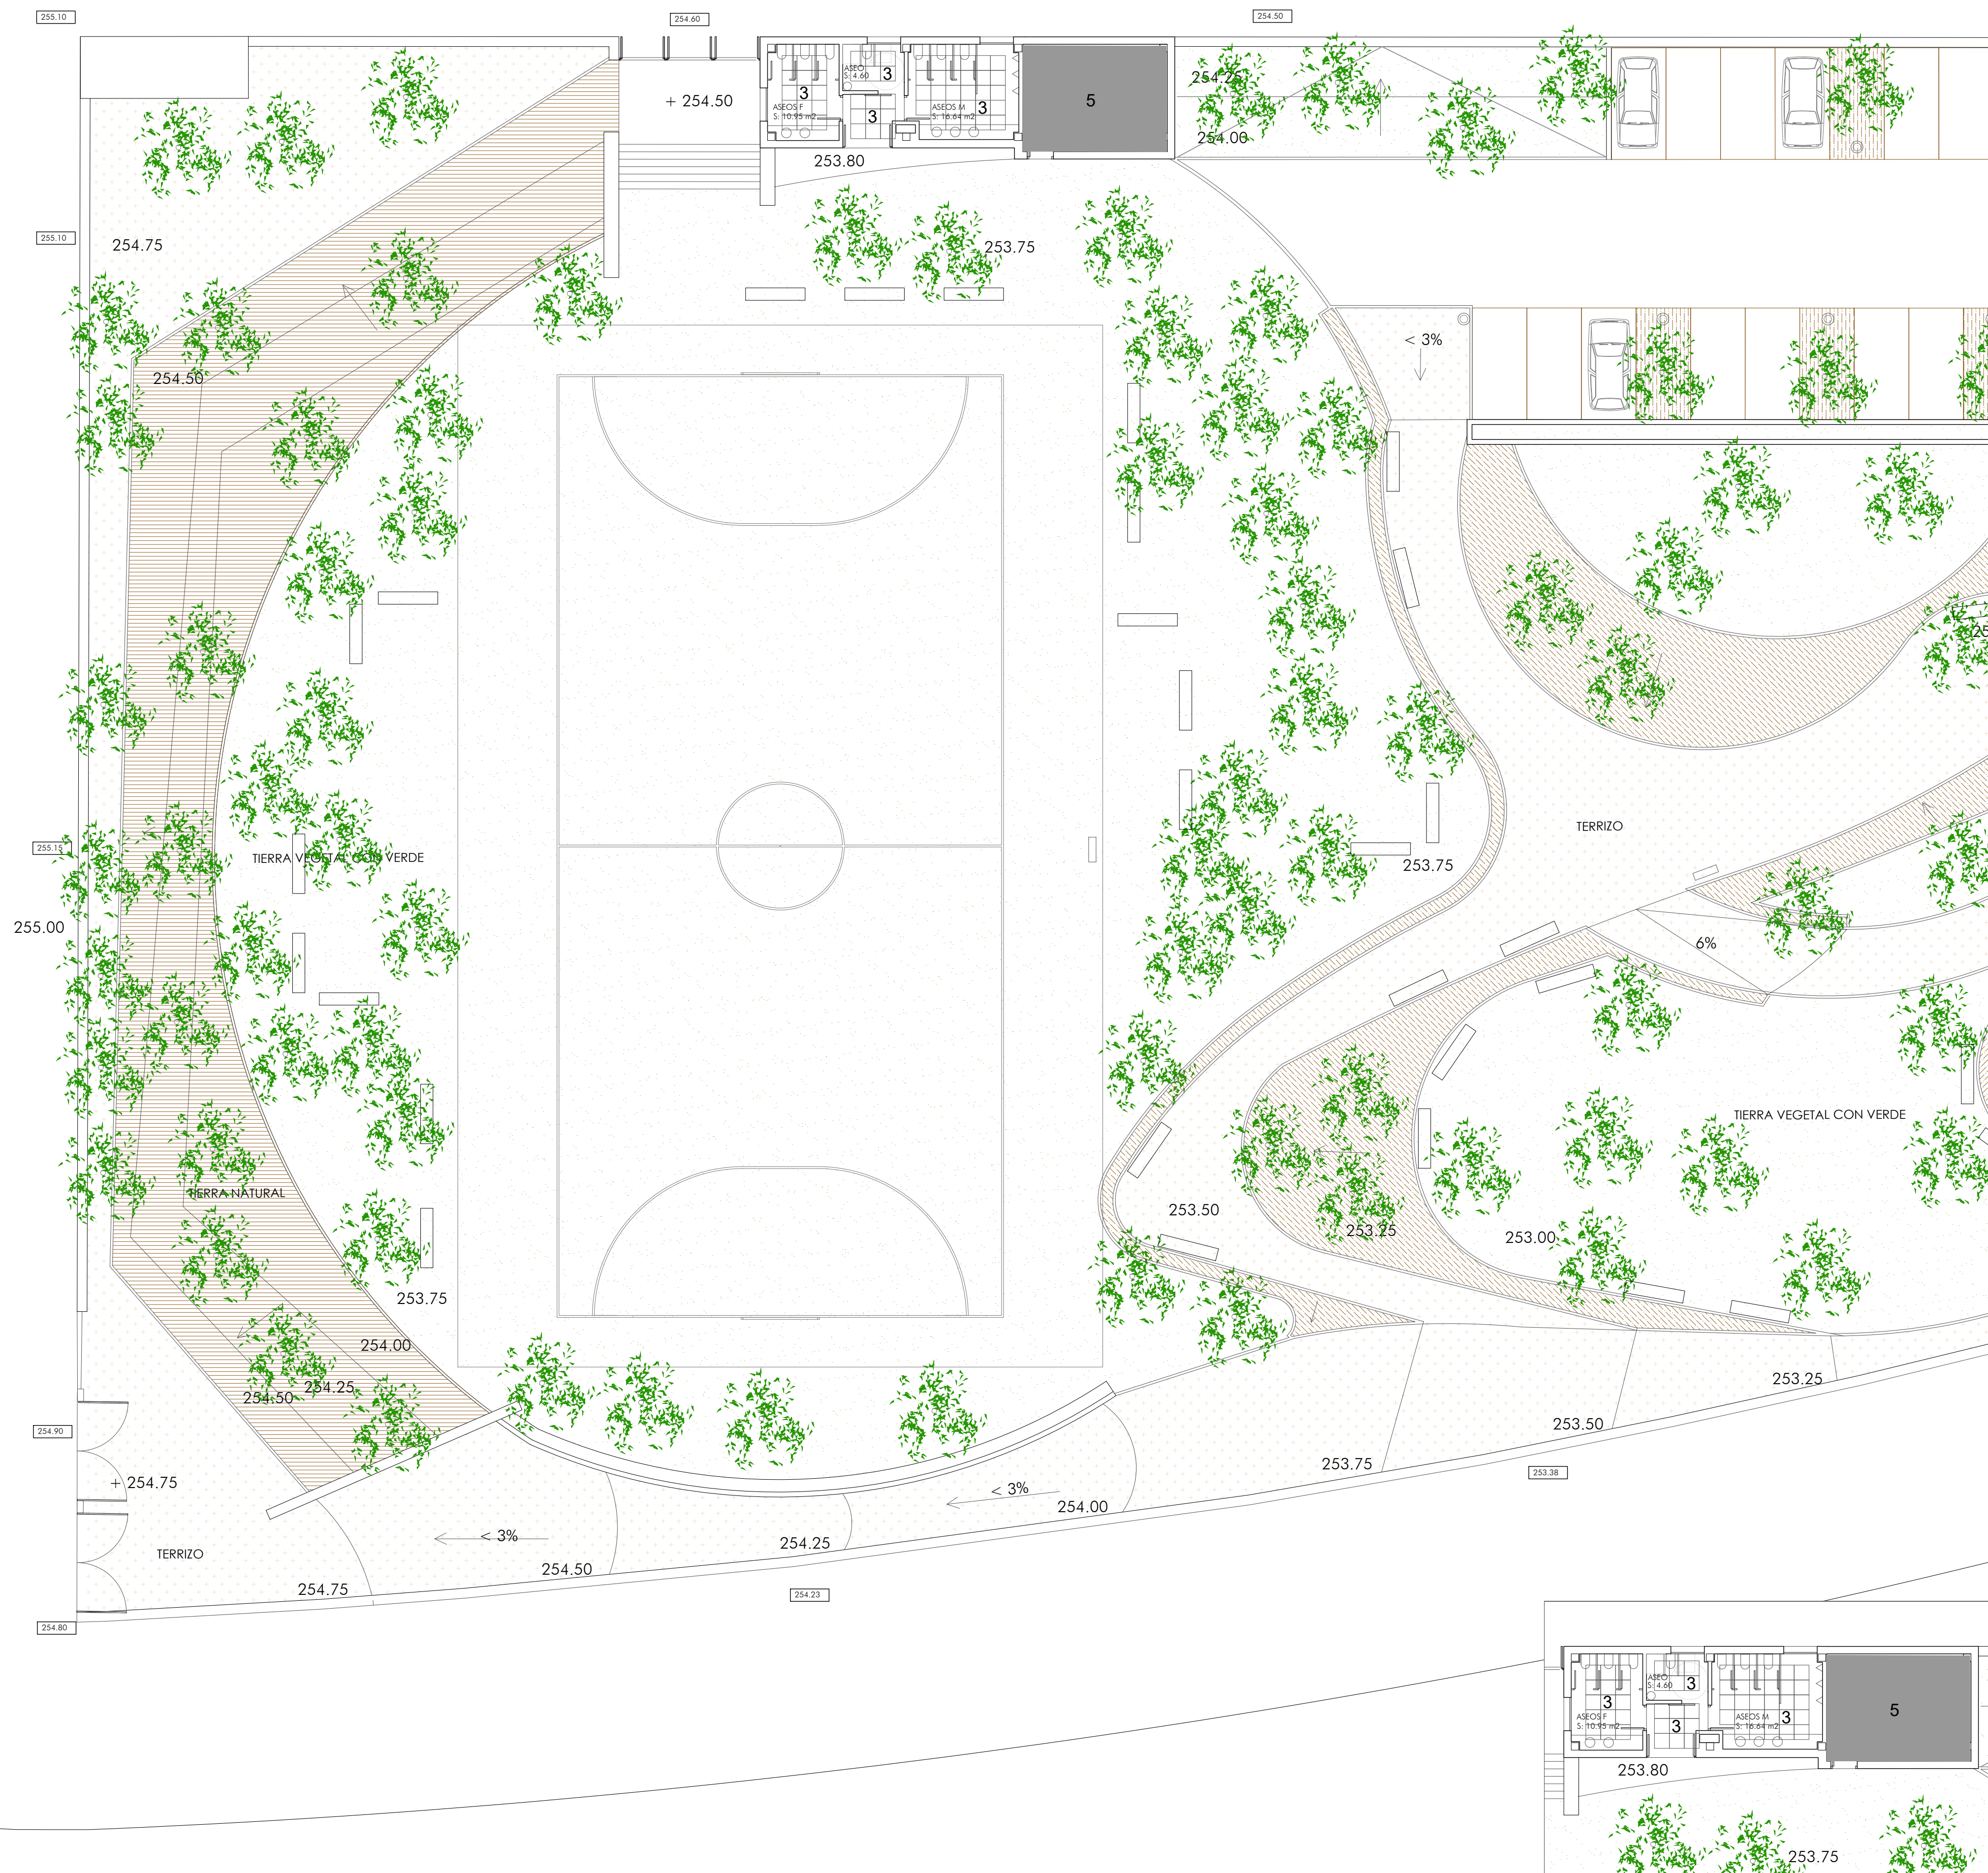 255.10
254.60
254.50
ASEO
S: 4.60
3
3
3
3
ASEOS F
S: 10.95 m2
ASEOS M
S: 16.64 m2
5
+ 254.50
254.25
254.00
253.80
255.10
254.75
253.75
< 3%
254.50
TERRIZO
255.15
TIERRA VEGETAL CON VERDE
253.75
255.00
6%
TIERRA VEGETAL CON VERDE
TIERRA NATURAL
253.50
253.25
253.00
253.75
254.00
254.25
254.50
253.25
253.50
254.90
253.75
253.38
+ 254.75
< 3%
254.00
< 3%
254.25
TERRIZO
254.50
254.75
254.23
254.80
ASEO
S: 4.60
3
3
3
3
ASEOS F
S: 10.95 m2
ASEOS M
S: 16.64 m2
5
253.80
253.75